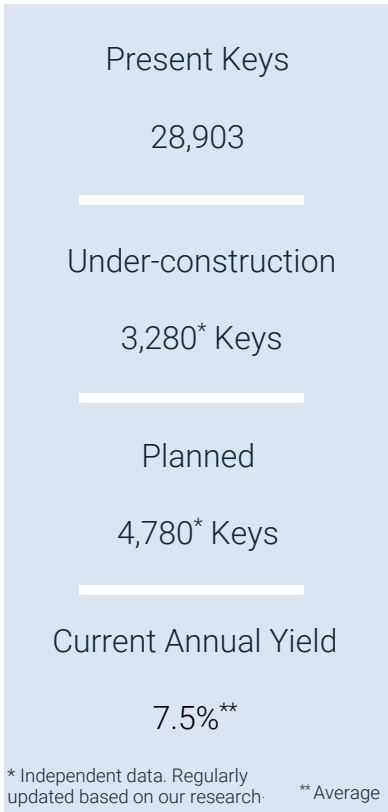 Present Keys
28,903
Under-construction
3,280* Keys
Planned
4,780* Keys
Current Annual Yield
7.5%**
* Independent data. Regularly
updated based on our research.
** Average